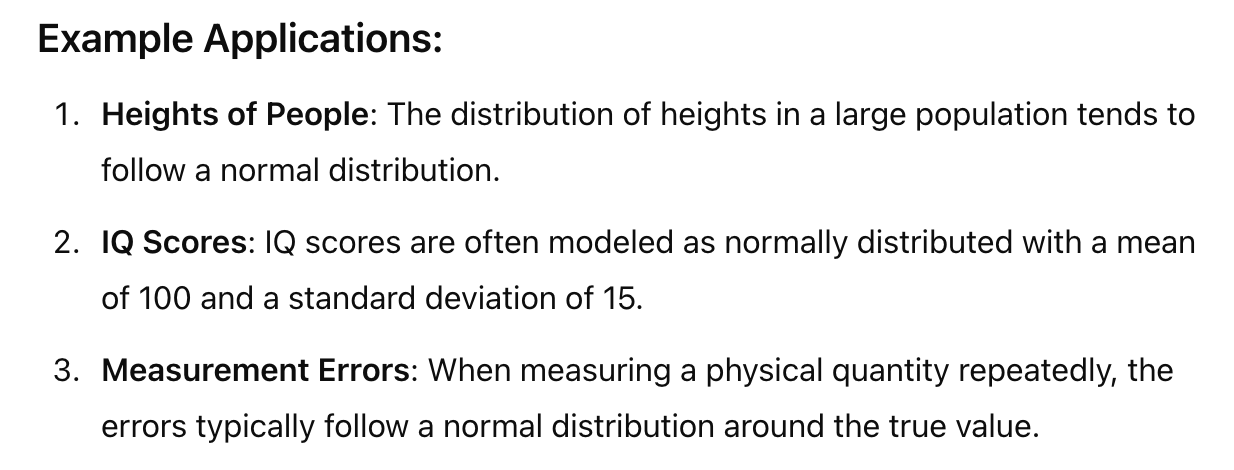 Example Applications:
1. Heights of People: The distribution of heights in a large population tends to
follow a normal distribution.
2. IQ Scores: IQ scores are often modeled as normally distributed with a mean
of 100 and a standard deviation of 15.
3. Measurement Errors: When measuring a physical quantity repeatedly, the
errors typically follow a normal distribution around the true value.